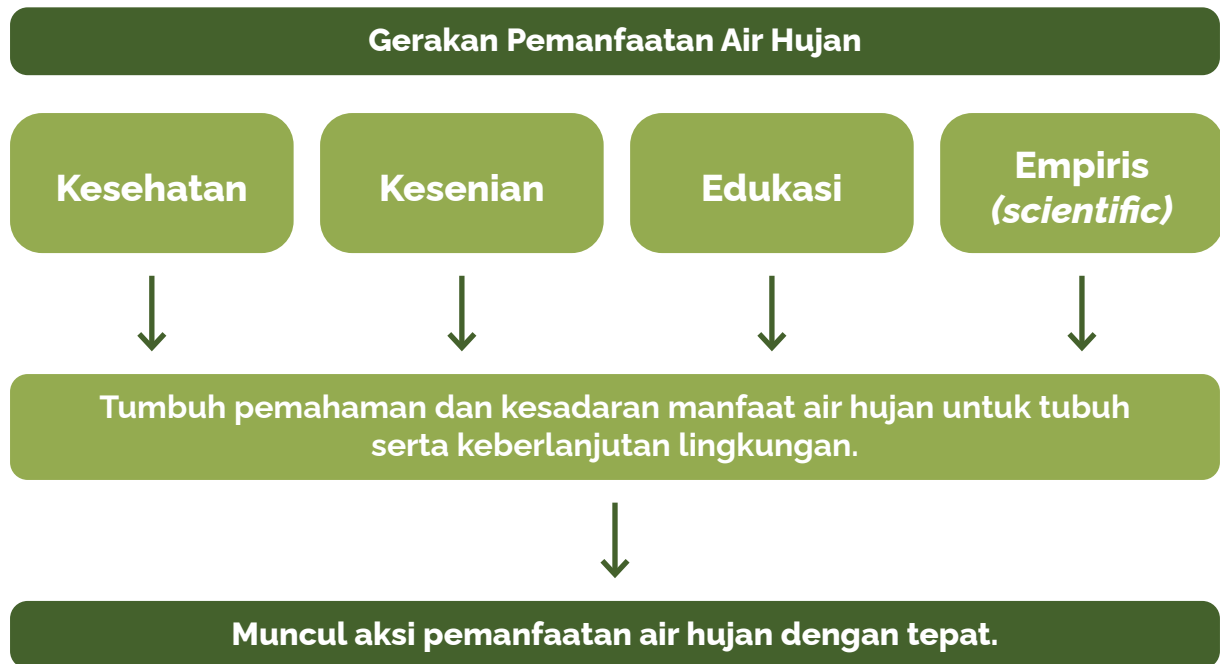 Gerakan Pemanfaatan Air Hujan
Kesehatan
Kesenian
Edukasi
Empiris
(scientific)
Tumbuh pemahaman dan kesadaran manfaat air hujan untuk tubuh
serta keberlanjutan lingkungan.
Muncul aksi pemanfaatan air hujan dengan tepat.